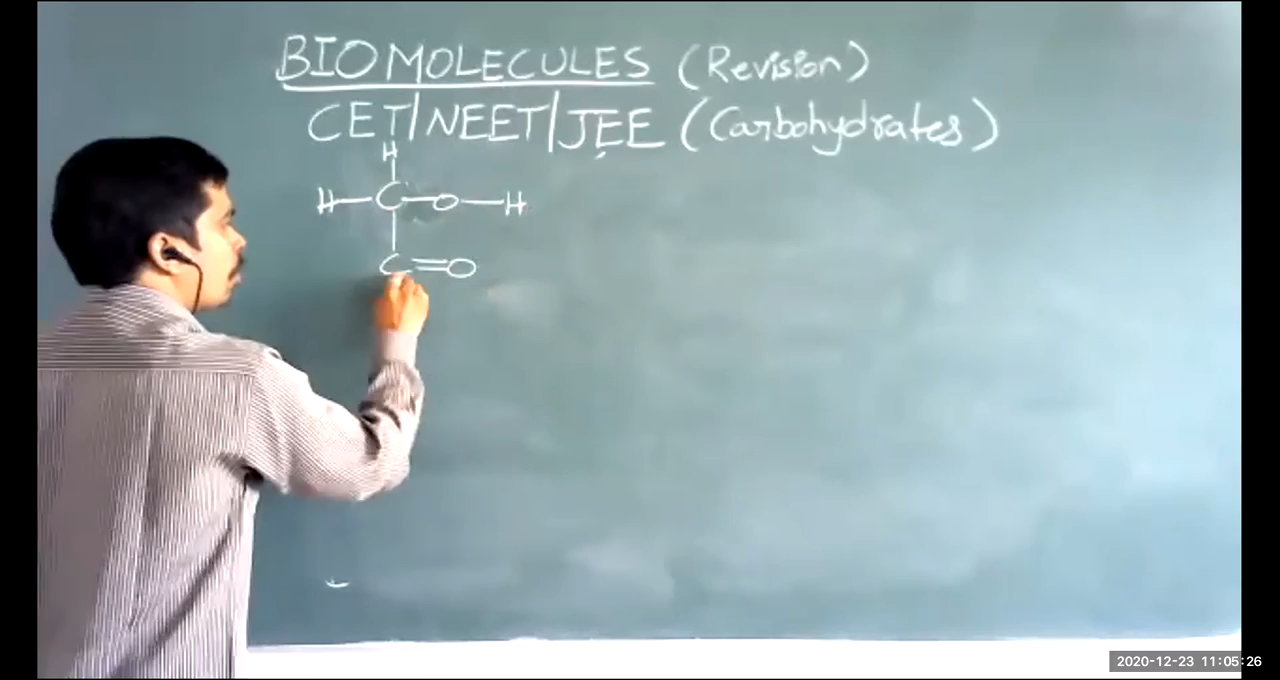 BIOMOLECULES (Revision)
CET/NEET/JEE (Carbohydrates)
H
H-C-O-H
C=O
2020-12-23 11:05:26